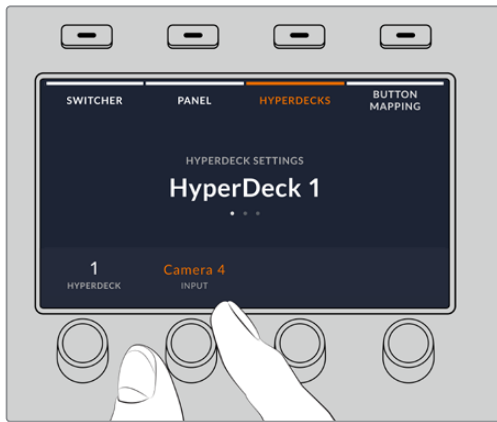 SWITCHER
PANEL
HYPERDECKS
BUTTON
MAPPING
HYPERDECK SETTINGS
HyperDeck 1
1
HYPERDECK
Camera 4
INPUT